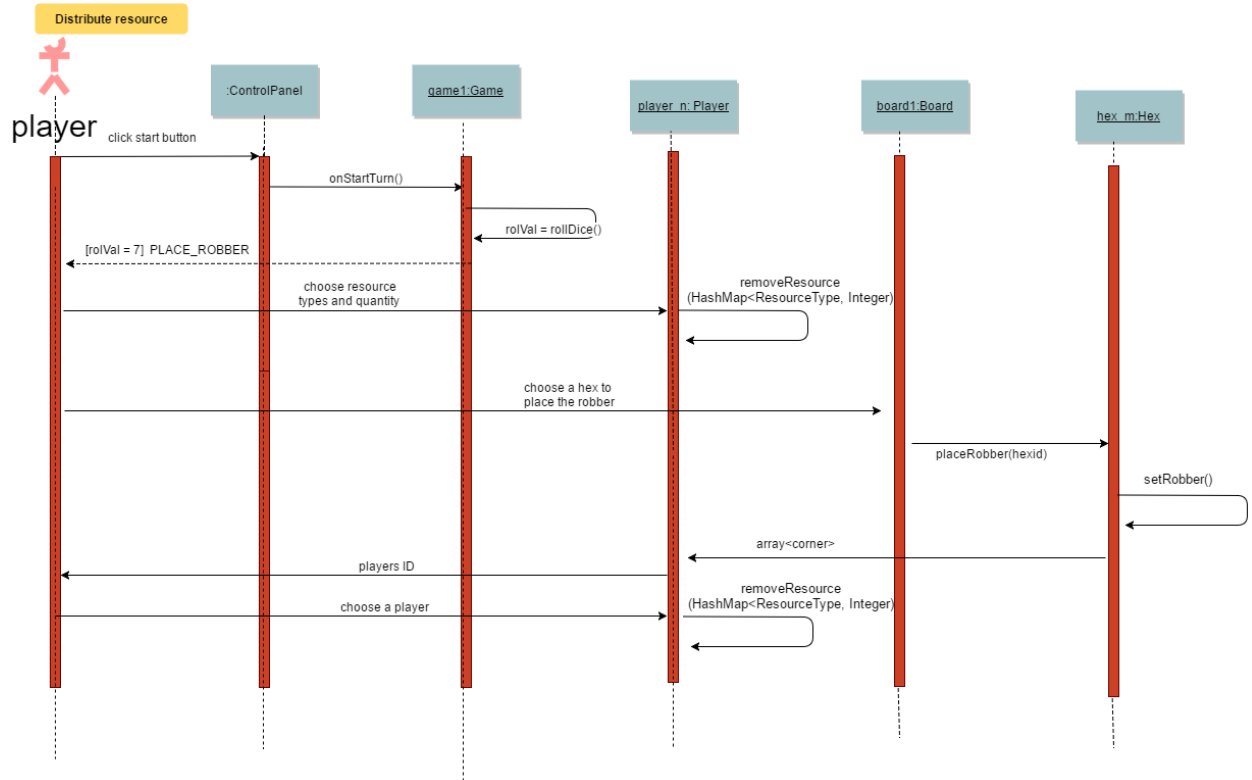 Distribute resource
player
:ControlPanel
game1:Game
player_n: Player
board1:Board
hex_m:Hex
click start button
onStartTurn()
rolVal = rollDice()
[rolVal = 7] PLACE_ROBBER
choose resource
types and quantity
removeResource
(HashMap<ResourceType, Integer)
choose a hex to
place the robber
placeRobber(hexid)
setRobber()
array<corner>
players ID
removeResource
(HashMap<ResourceType, Integer)
choose a player